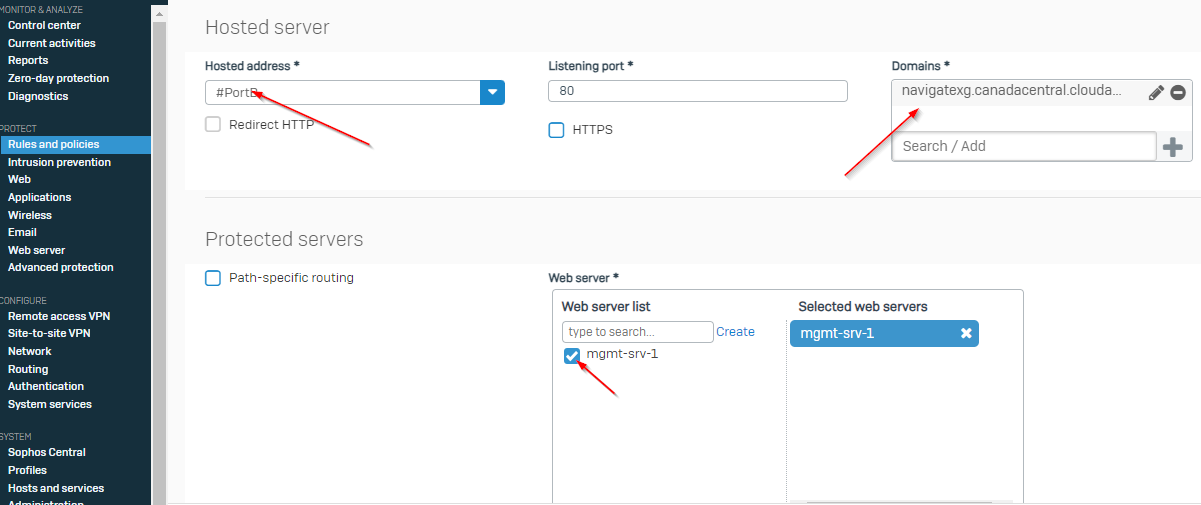 MONITOR & ANALYZE
Control center
Current activities
Reports
Zero-day protection
Diagnostics
PROTECT
Rules and policies
Intrusion prevention
Web
Applications
Wireless
Email
Web server
Advanced protection
CONFIGURE
Remote access VPN
Site-to-site VPN
Network
Routing
Authentication
System services
SYSTEM
Sophos Central
Profiles
Hosts and services
Administration
Hosted server
Hosted address *
#PortB
Redirect HTTP
Listening port *
80
HTTPS
Domains *
navigatexg.canadacentral.clouda...
Search / Add
Protected servers
Path-specific routing
Web server *
Web server list
type to search...
Create
mgmt-srv-1
Selected web servers
mgmt-srv-1